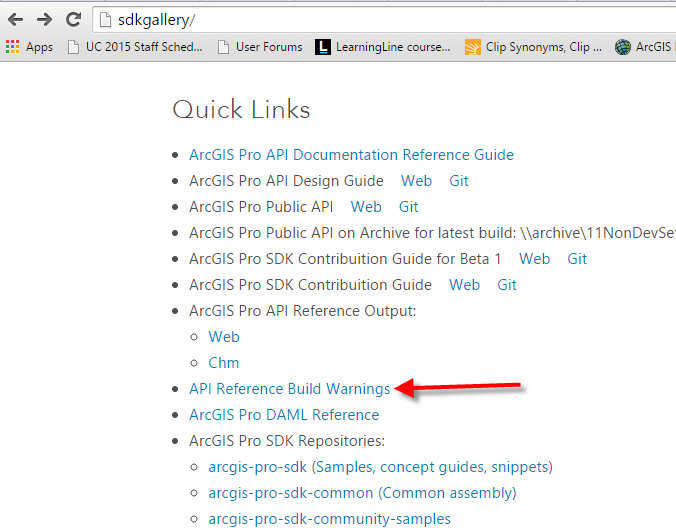 sdkgallery/
Apps UC 2015 Staff Sched... User Forums LearningLine course... Clip Synonyms, Clip ... ArcGIS
Quick Links
ArcGIS Pro API Documentation Reference Guide
ArcGIS Pro API Design Guide Web Git
ArcGIS Pro Public API Web Git
ArcGIS Pro Public API on Archive for latest build: \\archive\11NonDevSet
ArcGIS Pro SDK Contribuition Guide for Beta 1 Web Git
ArcGIS Pro SDK Contribuition Guide Web Git
ArcGIS Pro API Reference Output:
Web
Chm
API Reference Build Warnings
ArcGIS Pro DAML Reference
ArcGIS Pro SDK Repositories:
arcgis-pro-sdk (Samples, concept guides, snippets)
arcgis-pro-sdk-common (Common assembly)
arcgis-pro-sdk-community-samples